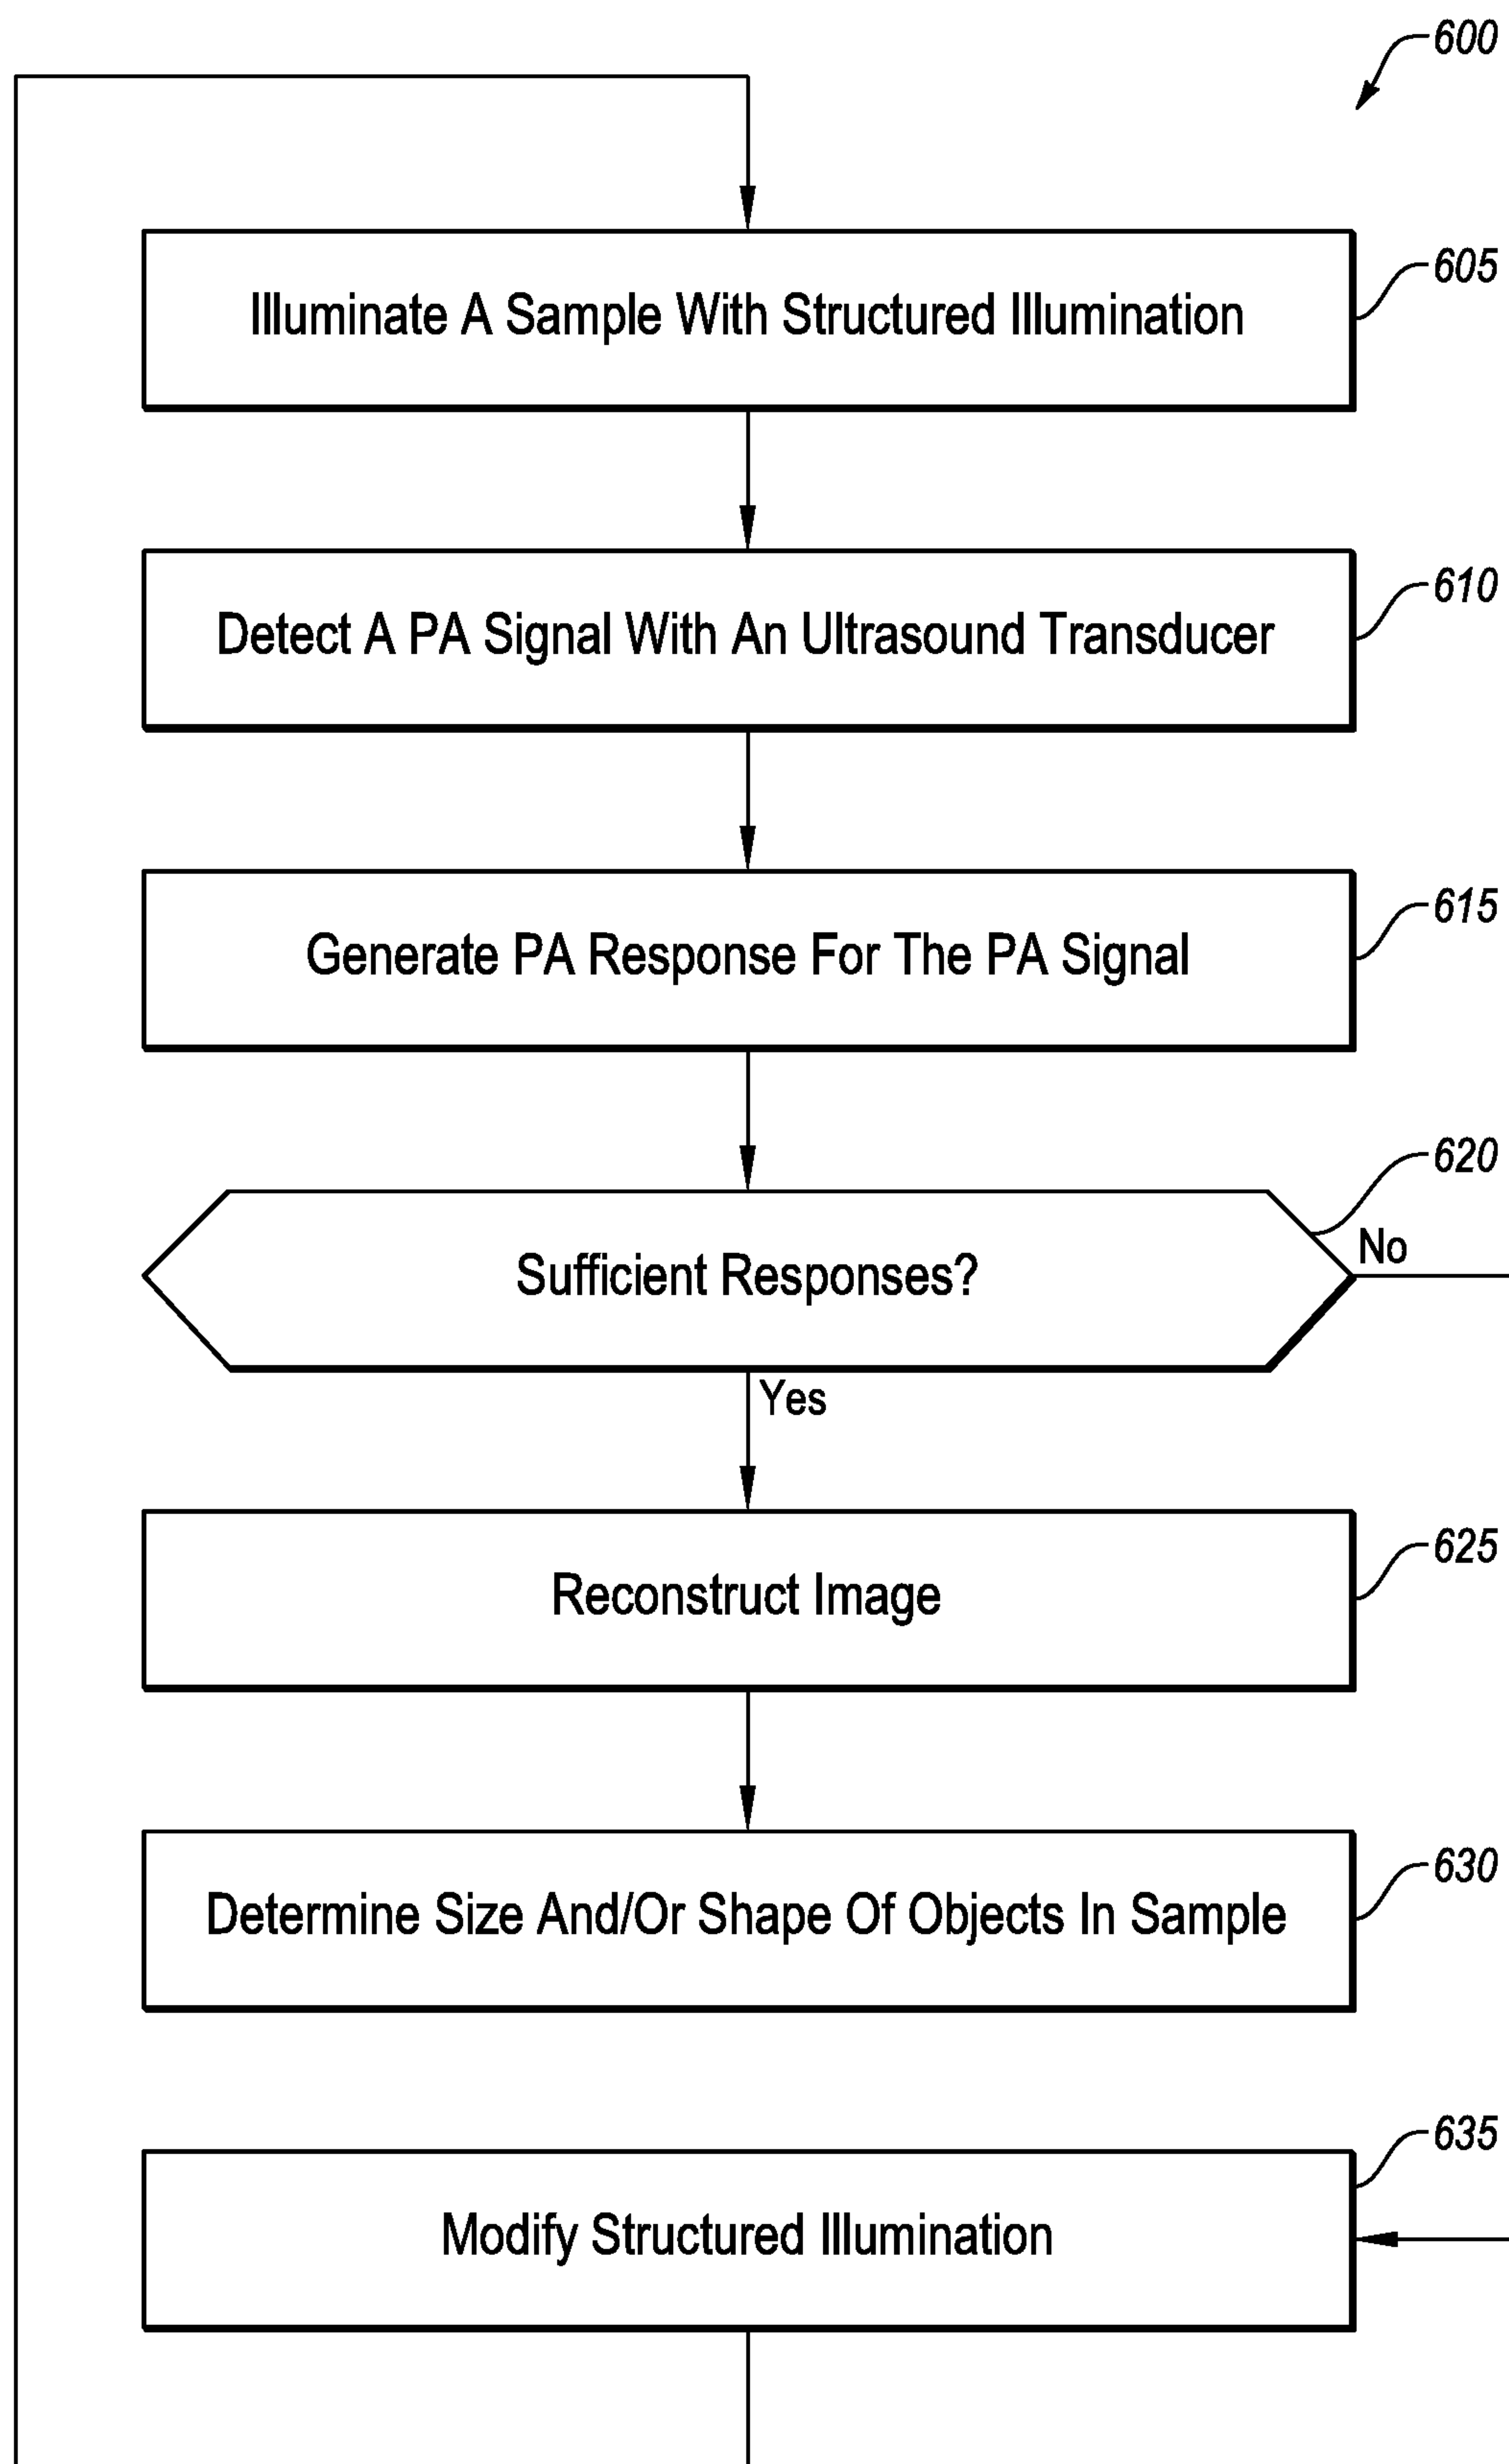 600
Illuminate A Sample With Structured Illumination
605
Detect A PA Signal With An Ultrasound Transducer
610
Generate PA Response For The PA Signal
615
620
No
Sufficient Responses?
Yes
625
Reconstruct Image
630
Determine Size And/Or Shape Of Objects In Sample
635
Modify Structured Illumination